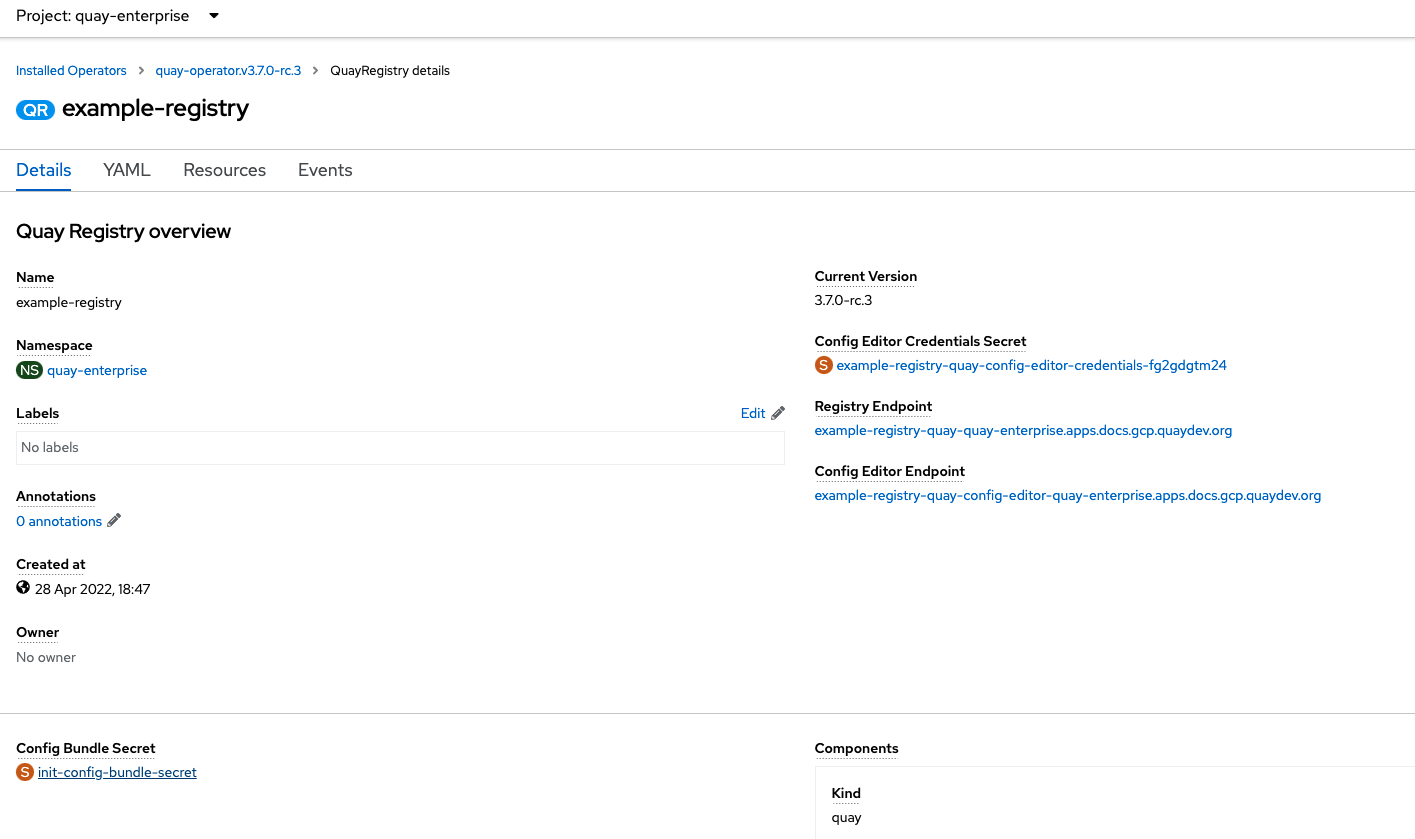 Project: quay-enterprise
Installed Operators > quay-operator.v3.7.0-rc.3 > QuayRegistry details
QR example-registry
Details YAML Resources Events
Quay Registry overview
Name
example-registry
Namespace
NS quay-enterprise
Labels Edit
No labels
Annotations
0 annotations
Created at
28 Apr 2022, 18:47
Owner
No owner
Current Version
3.7.0-rc.3
Config Editor Credentials Secret
S example-registry-quay-config-editor-credentials-fg2gdgtm24
Registry Endpoint
example-registry-quay-quay-enterprise.apps.docs.gcp.quaydev.org
Config Editor Endpoint
example-registry-quay-config-editor-quay-enterprise.apps.docs.gcp.quaydev.org
Config Bundle Secret
S init-config-bundle-secret
Components
Kind
quay